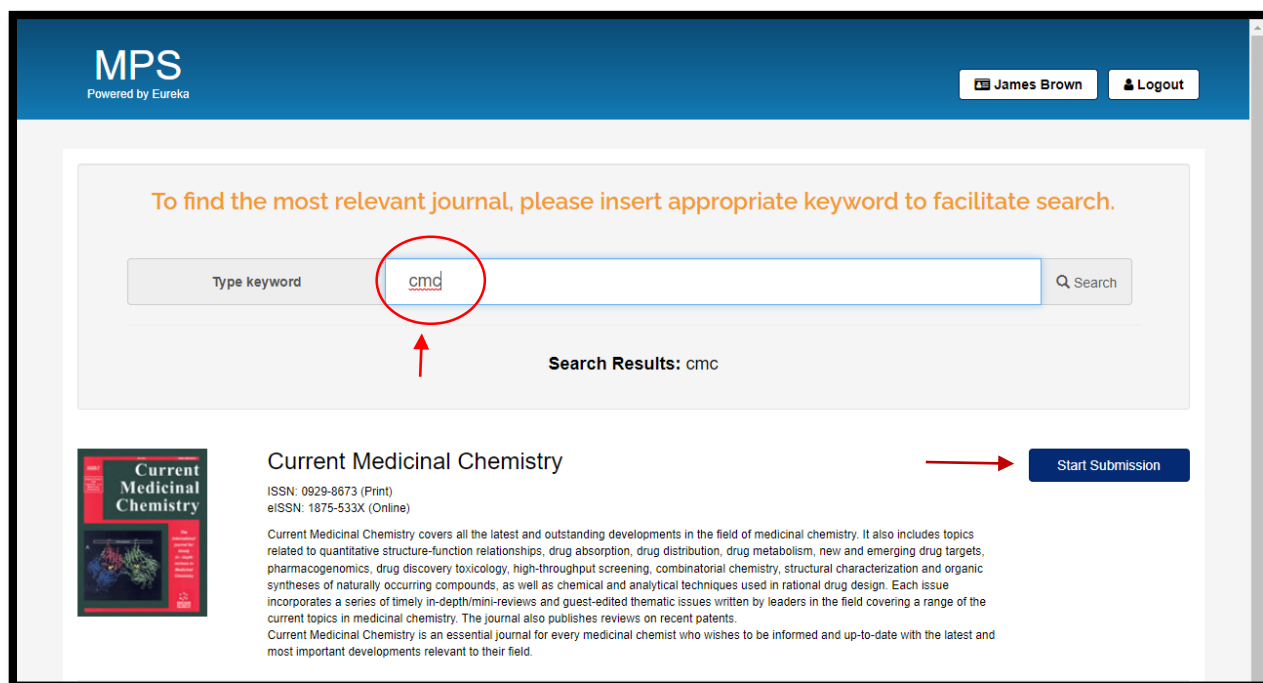 MPS
Powered by Eureka
James Brown
Logout
To find the most relevant journal, please insert appropriate keyword to facilitate search.
Type keyword
cmc
Search
Search Results: cmc
Current
Medicinal
Chemistry
Current Medicinal Chemistry
Start Submission
ISSN: 0929-8673 (Print)
eISSN: 1875-533X (Online)
Current Medicinal Chemistry covers all the latest and outstanding developments in the field of medicinal chemistry. It also includes topics
related to quantitative structure-function relationships, drug absorption, drug distribution, drug metabolism, new and emerging drug targets,
pharmacogenomics, drug discovery toxicology, high-throughput screening, combinatorial chemistry, structural characterization and organic
syntheses of naturally occurring compounds, as well as chemical and analytical techniques used in rational drug design. Each issue
incorporates a series of timely in-depth/mini-reviews and guest-edited thematic issues written by leaders in the field covering a range of the
current topics in medicinal chemistry. The journal also publishes reviews on recent patents.
Current Medicinal Chemistry is an essential journal for every medicinal chemist who wishes to be informed and up-to-date with the latest and
most important developments relevant to their field.